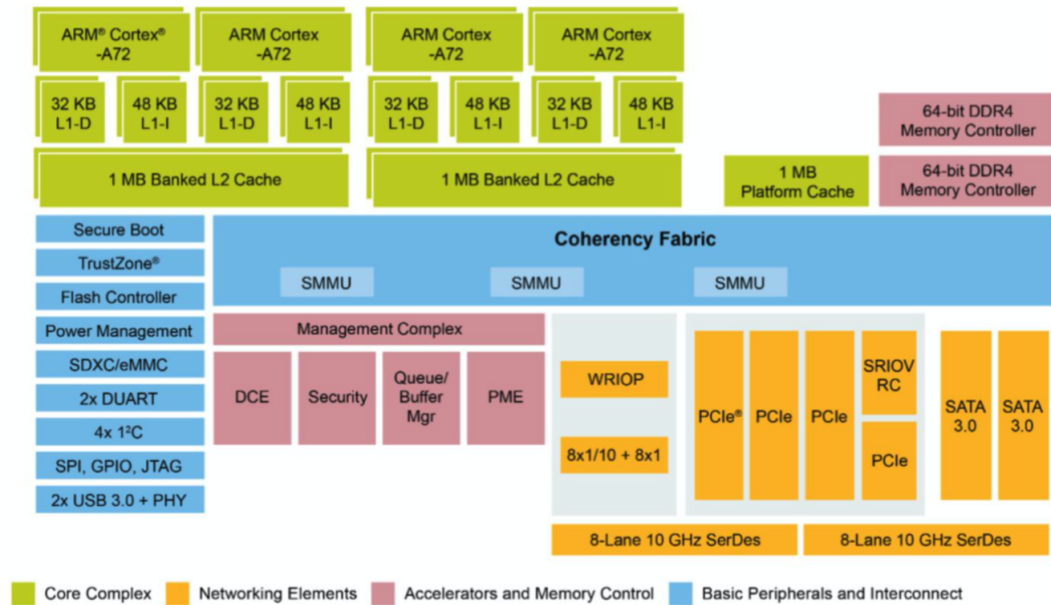 ARM® Cortex®
-A72
ARM Cortex
-A72
ARM Cortex
-A72
ARM Cortex
-A72
32 KB
L1-D
48 KB
L1-I
32 KB
L1-D
48 KB
L1-I
32 KB
L1-D
48 KB
L1-I
32 KB
L1-D
48 KB
L1-I
64-bit DDR4
Memory Controller
1 MB Banked L2 Cache
1 MB Banked L2 Cache
1 MB
Platform Cache
64-bit DDR4
Memory Controller
Secure Boot
TrustZone®
Flash Controller
Power Management
SDXC/eMMC
2x DUART
4x 1²C
SPI, GPIO, JTAG
2x USB 3.0 + PHY
Coherency Fabric
SMMU
SMMU
SMMU
Management Complex
DCE
Security
Queue/
Buffer
Mgr
PME
WRIOP
8x1/10 + 8x1
PCIe®
PCIe
PCIe
SRIOV
RC
PCIe
SATA
3.0
SATA
3.0
8-Lane 10 GHz SerDes
8-Lane 10 GHz SerDes
Core Complex
Networking Elements
Accelerators and Memory Control
Basic Peripherals and Interconnect